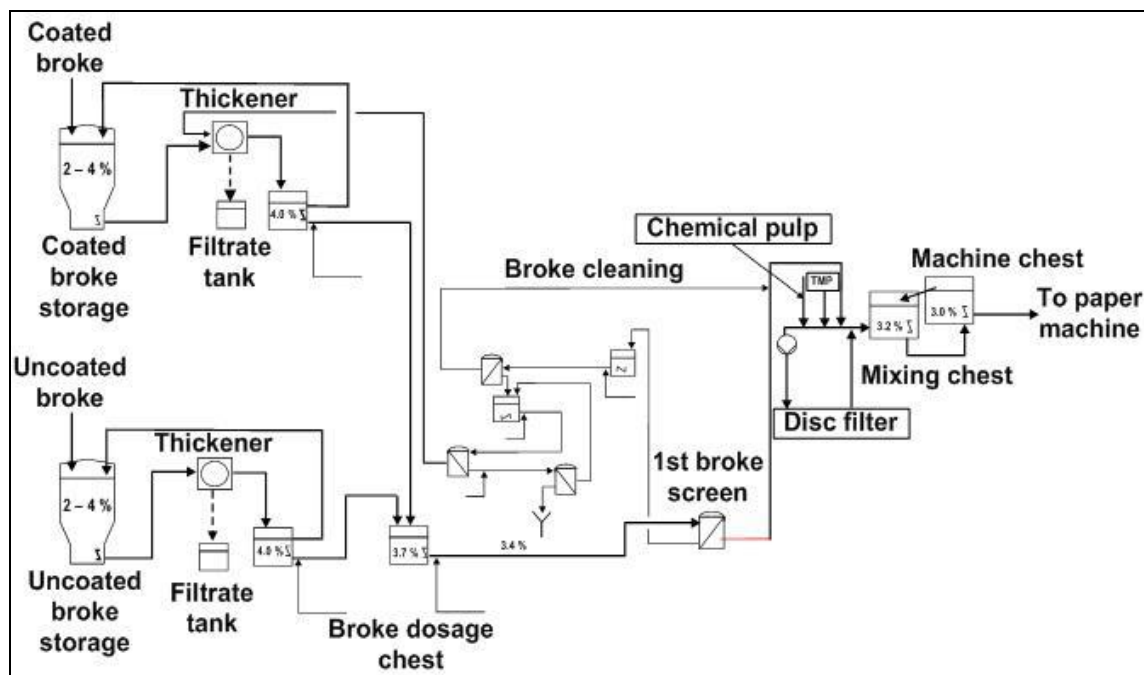 Coated
broke
Thickener
2 – 4 %
4.0 %
Coated
broke
storage
Filtrate
tank
Chemical pulp
Broke cleaning
TMP
Machine chest
3.0 %
3.2 %
To paper
machine
Mixing chest
Disc filter
Uncoated
broke
Thickener
2 – 4 %
4.0 %
3.7 %
3.4 %
1st broke
screen
Uncoated
broke
storage
Filtrate
tank
Broke dosage
chest